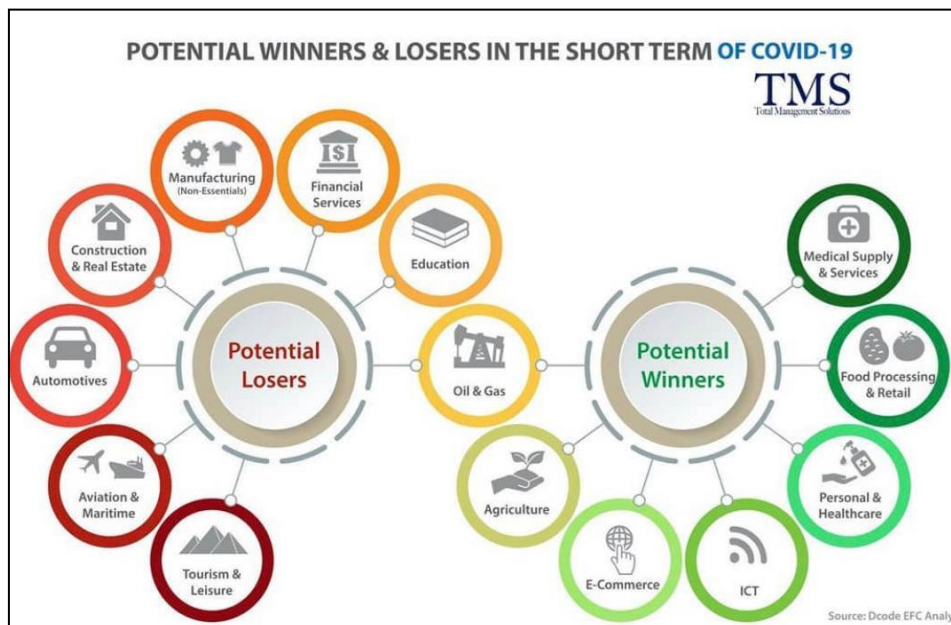 POTENTIAL WINNERS & LOSERS IN THE SHORT TERM OF COVID-19
TMS
Total Management Solutions
Manufacturing
(Non-Essentials)
$
Financial
Services
Construction
& Real Estate
Education
Medical Supply
& Services
Automotives
Potential
Losers
Oil & Gas
Potential
Winners
Food Processing
& Retail
Aviation &
Maritime
Agriculture
Personal &
Healthcare
Tourism &
Leisure
E-Commerce
ICT
Source: Dcode EFC Analy